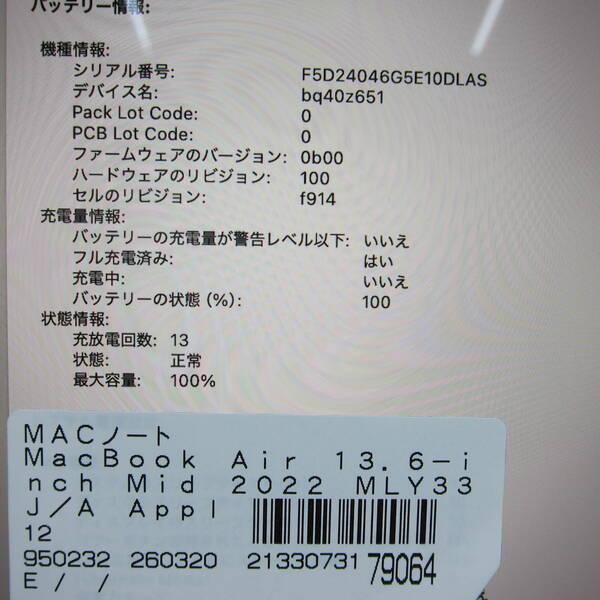 バッテリー情報:
機種情報:
シリアル番号: F5D24046G5E10DLAS
デバイス名: bq40z651
Pack Lot Code: 0
PCB Lot Code: 0
ファームウェアのバージョン: 0b00
ハードウェアのリビジョン: 100
セルのリビジョン: f914
充電量情報:
バッテリーの充電量が警告レベル以下: いいえ
フル充電済み: はい
充電中: いいえ
バッテリーの状態 (%): 100
状態情報:
充放電回数: 13
状態: 正常
最大容量: 100%
MACノート
MacBook Air 13.6-i
nch Mid 2022 MLY33
J/A Appl
12
950232 260320 21330731 79064
E / /